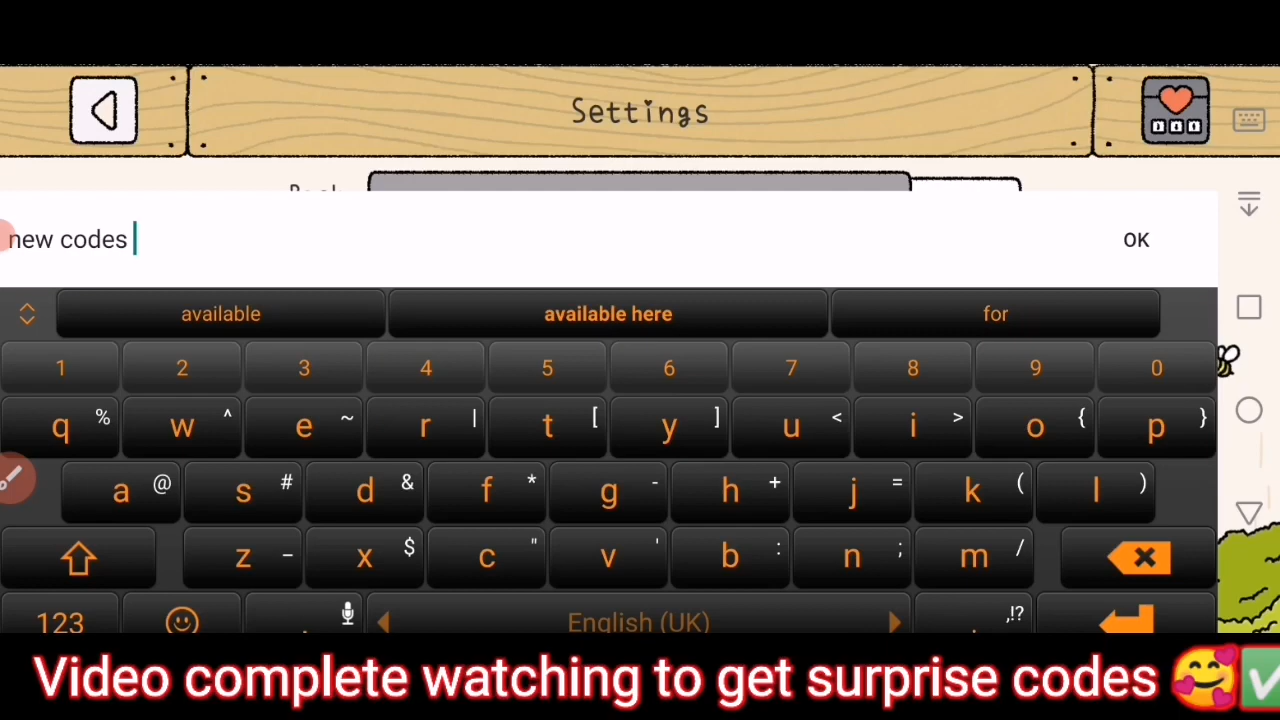 Settings
new codes
OK
available available here for
1 2 3 4 5 6 7 8 9 0
q % w ^ e ~ r | t [ y ] u < i > o { p }
a @ s # d & f * g - h + j = k ( l )
z _ x $ c " v ' b : n ; m /
123 . English (UK) ,!?
Video complete watching to get surprise codes